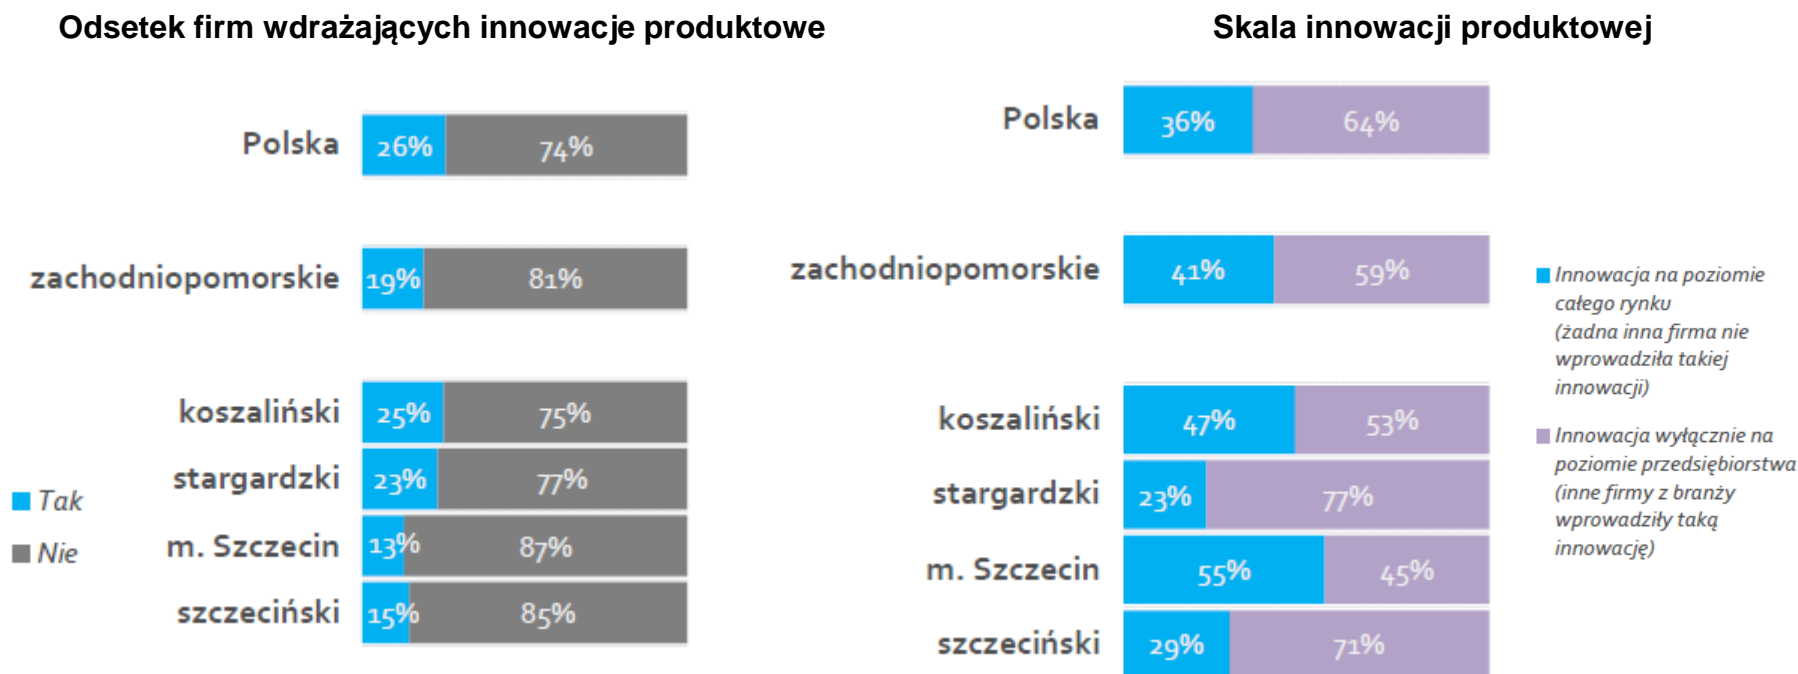 Odsetek firm wdrażających innowacje produktowe
Polska 26% 74%
zachodniopomorskie 19% 81%
koszaliński 25% 75%
stargardzki 23% 77%
m. Szczecin 13% 87%
szczeciński 15% 85%
Tak
Nie
Skala innowacji produktowej
Polska 36% 64%
zachodniopomorskie 41% 59%
koszaliński 47% 53%
stargardzki 23% 77%
m. Szczecin 55% 45%
szczeciński 29% 71%
Innowacja na poziomie
całego rynku
(żadna inna firma nie
wprowadziła takiej
innowacji)
Innowacja wyłącznie na
poziomie przedsiębiorstwa
(inne firmy z branży
wprowadziły taką
innowację)